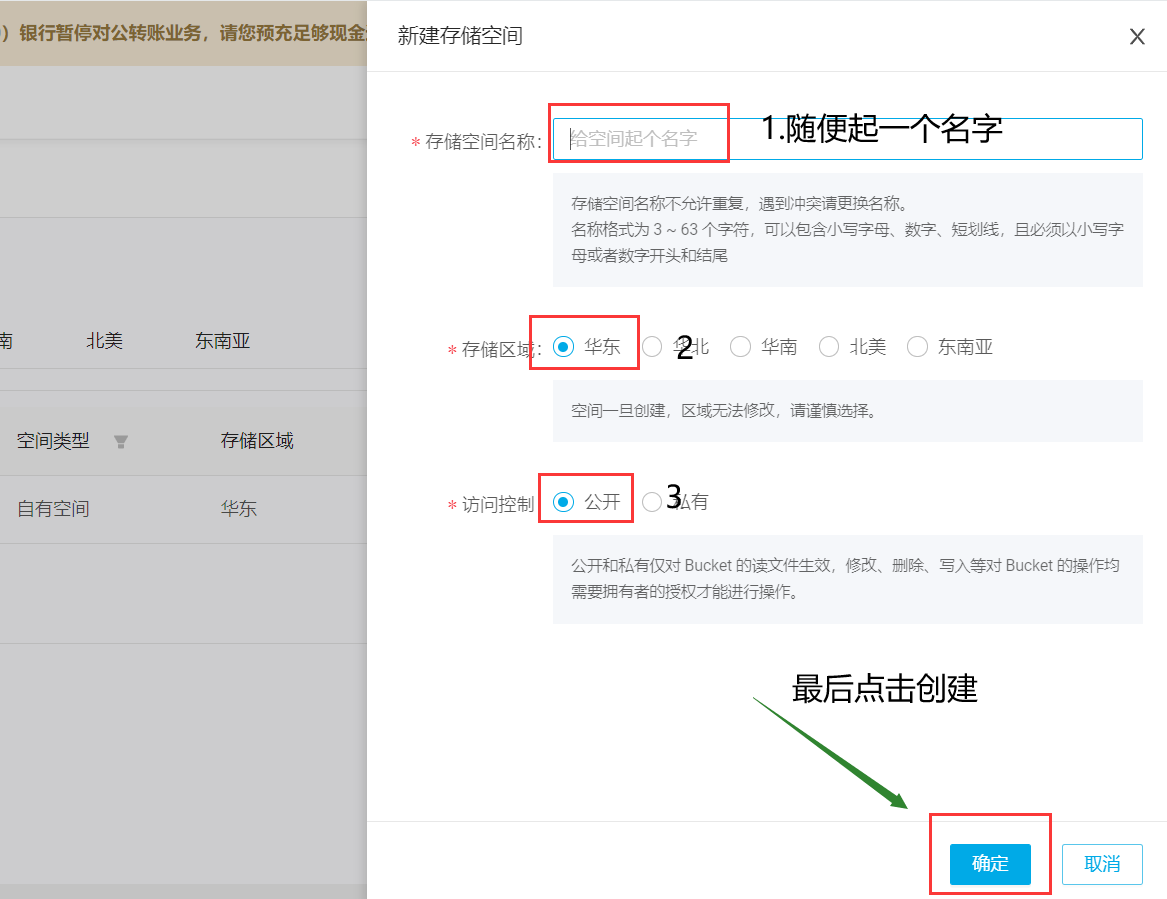 银行暂停对公转账业务，请您预充足够现金
新建存储空间
* 存储空间名称：
给空间起个名字
1.随便起一个名字
存储空间名称不允许重复，遇到冲突请更换名称。
名称格式为 3 ~ 63 个字符，可以包含小写字母、数字、短划线，且必须以小写字
母或者数字开头和结尾
南 北美 东南亚
* 存储区域： 华东 2 华北 华南 北美 东南亚
空间一旦创建，区域无法修改，请谨慎选择。
空间类型 存储区域
自有空间 华东
* 访问控制 公开 3 私有
公开和私有仅对 Bucket 的读文件生效，修改、删除、写入等对 Bucket 的操作均
需要拥有者的授权才能进行操作。
最后点击创建
确定 取消